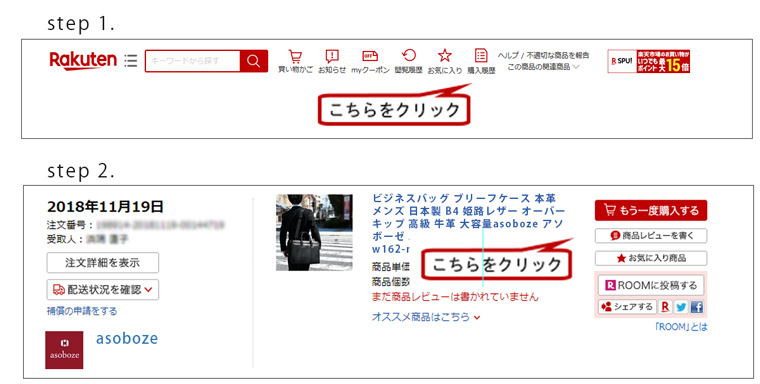 step 1.
Rakuten
キーワードから探す
買い物かご お知らせ myクーポン 閲覧履歴 お気に入り 購入履歴
ヘルプ / 不適切な商品を報告
この商品の関連商品
R SPU!
楽天市場のお買い物が
いつでも最大
ポイント 15倍
こちらをクリック
step 2.
2018年11月19日
注文番号：
受取人：
注文詳細を表示
配送状況を確認
補償の申請をする
asoboze
asoboze
ビジネスバッグ ブリーフケース 本革
メンズ 日本製 B4 姫路レザー オーバー
キップ 高級 牛革 大容量asoboze アソ
ボーゼ
w162-r
商品単価
商品個数
こちらをクリック
まだ商品レビューは書かれていません
オススメ商品はこちら
もう一度購入する
商品レビューを書く
お気に入り商品
ROOMに投稿する
シェアする
「ROOM」とは